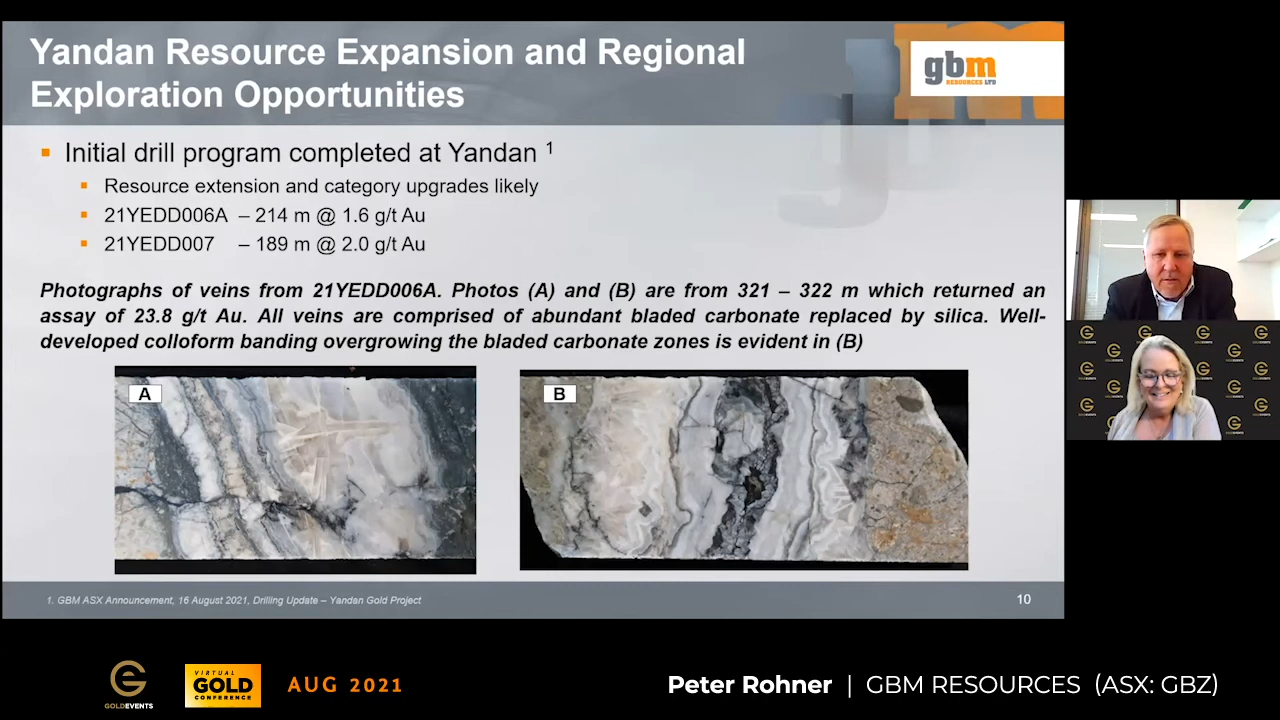 Yandan Resource Expansion and Regional
Exploration Opportunities
gbm
RESOURCES LTD
Initial drill program completed at Yandan 1
Resource extension and category upgrades likely
21YEDD006A – 214 m @ 1.6 g/t Au
21YEDD007 – 189 m @ 2.0 g/t Au
Photographs of veins from 21YEDD006A. Photos (A) and (B) are from 321 – 322 m which returned an
assay of 23.8 g/t Au. All veins are comprised of abundant bladed carbonate replaced by silica. Well-
developed colloform banding overgrowing the bladed carbonate zones is evident in (B)
A
B
1. GBM ASX Announcement, 16 August 2021, Drilling Update – Yandan Gold Project
10
GOLDEVENTS
VIRTUAL
GOLD
CONFERENCE
AUG 2021
Peter Rohner | GBM RESOURCES (ASX: GBZ)